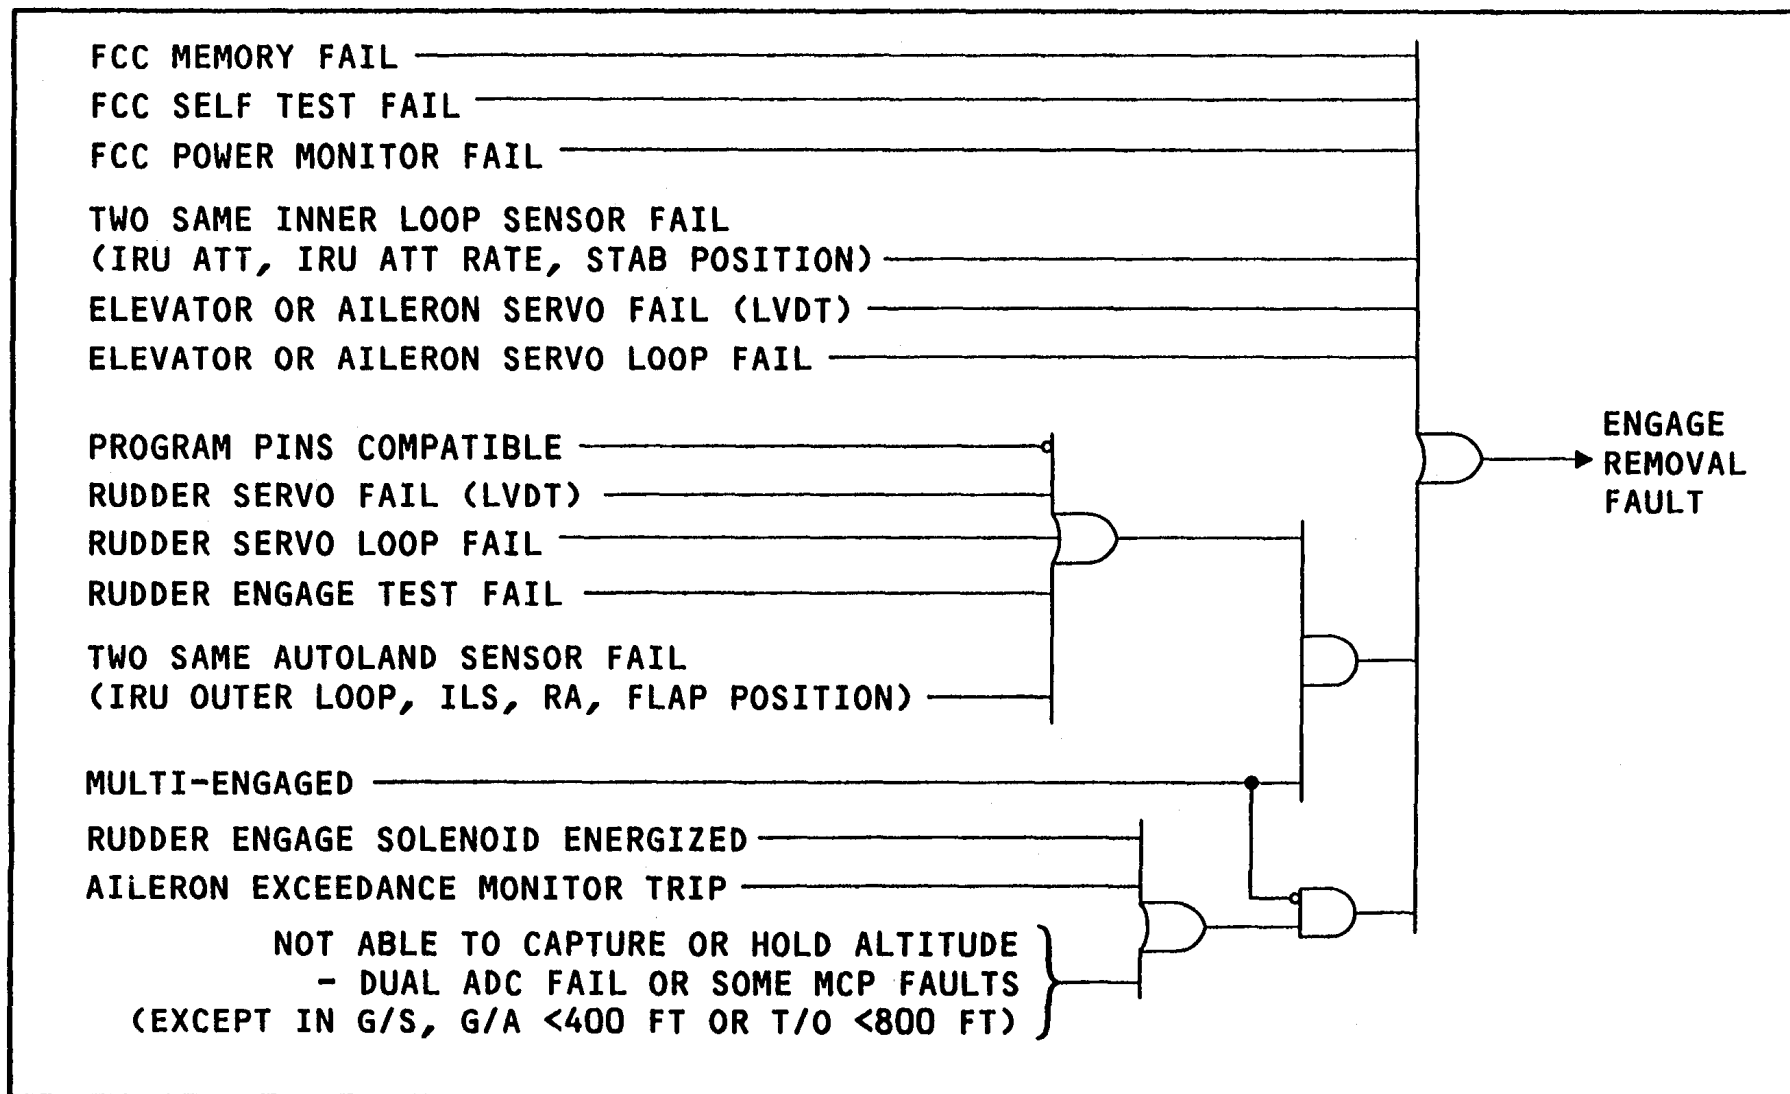 FCC MEMORY FAIL
FCC SELF TEST FAIL
FCC POWER MONITOR FAIL
TWO SAME INNER LOOP SENSOR FAIL
(IRU ATT, IRU ATT RATE, STAB POSITION)
ELEVATOR OR AILERON SERVO FAIL (LVDT)
ELEVATOR OR AILERON SERVO LOOP FAIL
PROGRAM PINS COMPATIBLE
RUDDER SERVO FAIL (LVDT)
RUDDER SERVO LOOP FAIL
RUDDER ENGAGE TEST FAIL
TWO SAME AUTOLAND SENSOR FAIL
(IRU OUTER LOOP, ILS, RA, FLAP POSITION)
MULTI-ENGAGED
RUDDER ENGAGE SOLENOID ENERGIZED
AILERON EXCEEDANCE MONITOR TRIP
NOT ABLE TO CAPTURE OR HOLD ALTITUDE
- DUAL ADC FAIL OR SOME MCP FAULTS
(EXCEPT IN G/S, G/A <400 FT OR T/O <800 FT)
ENGAGE
REMOVAL
FAULT